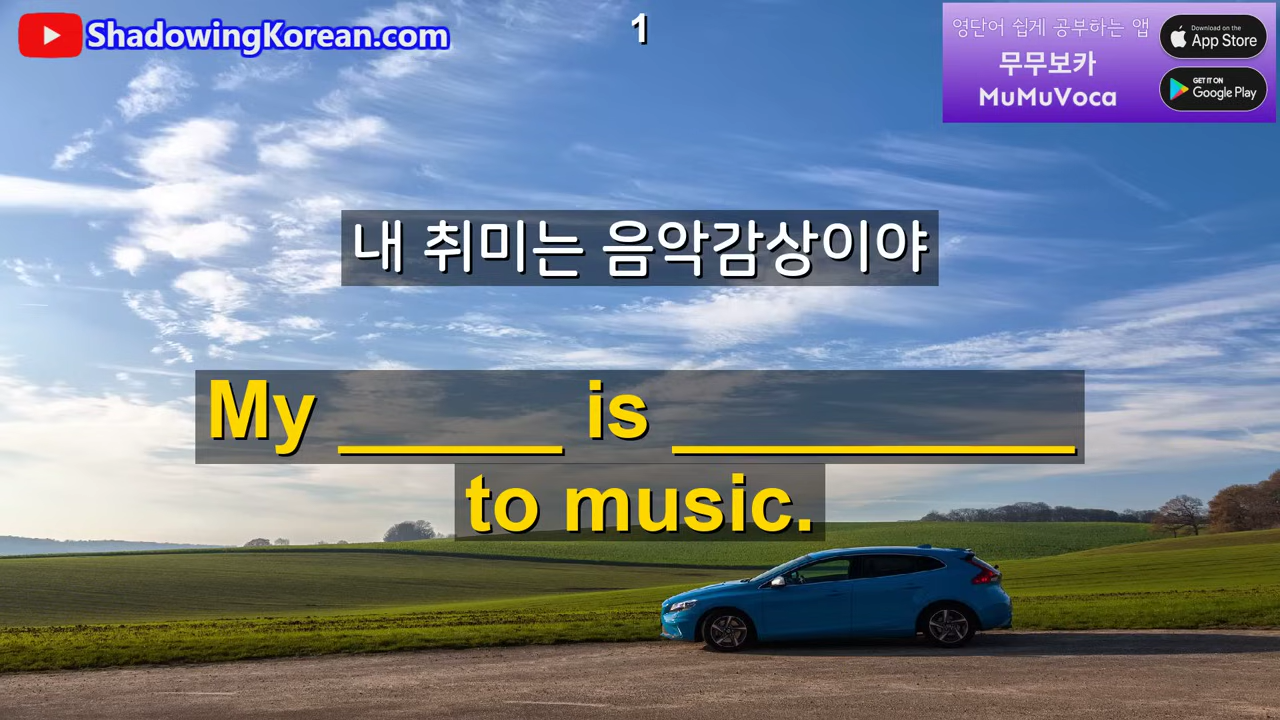 ShadowingKorean.com
1
영단어 쉽게 공부하는 앱
무무보카
MuMuVoca
Download on the
App Store
GET IT ON
Google Play
내 취미는 음악감상이야
My _____ is _________
to music.